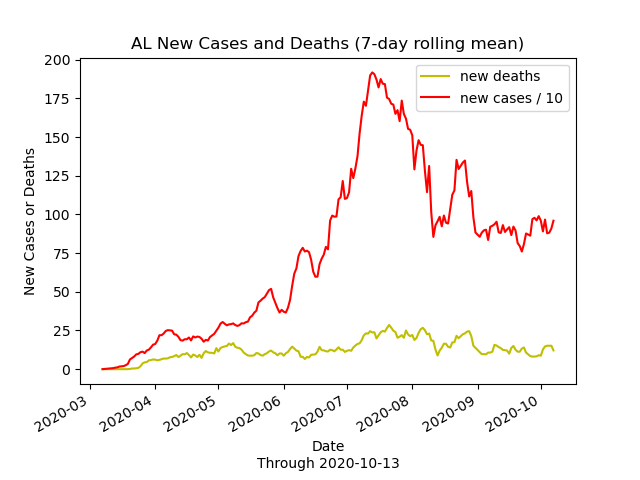 AL New Cases and Deaths (7-day rolling mean)
new deaths
new cases / 10
New Cases or Deaths
200
175
150
125
100
75
50
25
0
2020-03
2020-04
2020-05
2020-06
2020-07
2020-08
2020-09
2020-10
Date
Through 2020-10-13